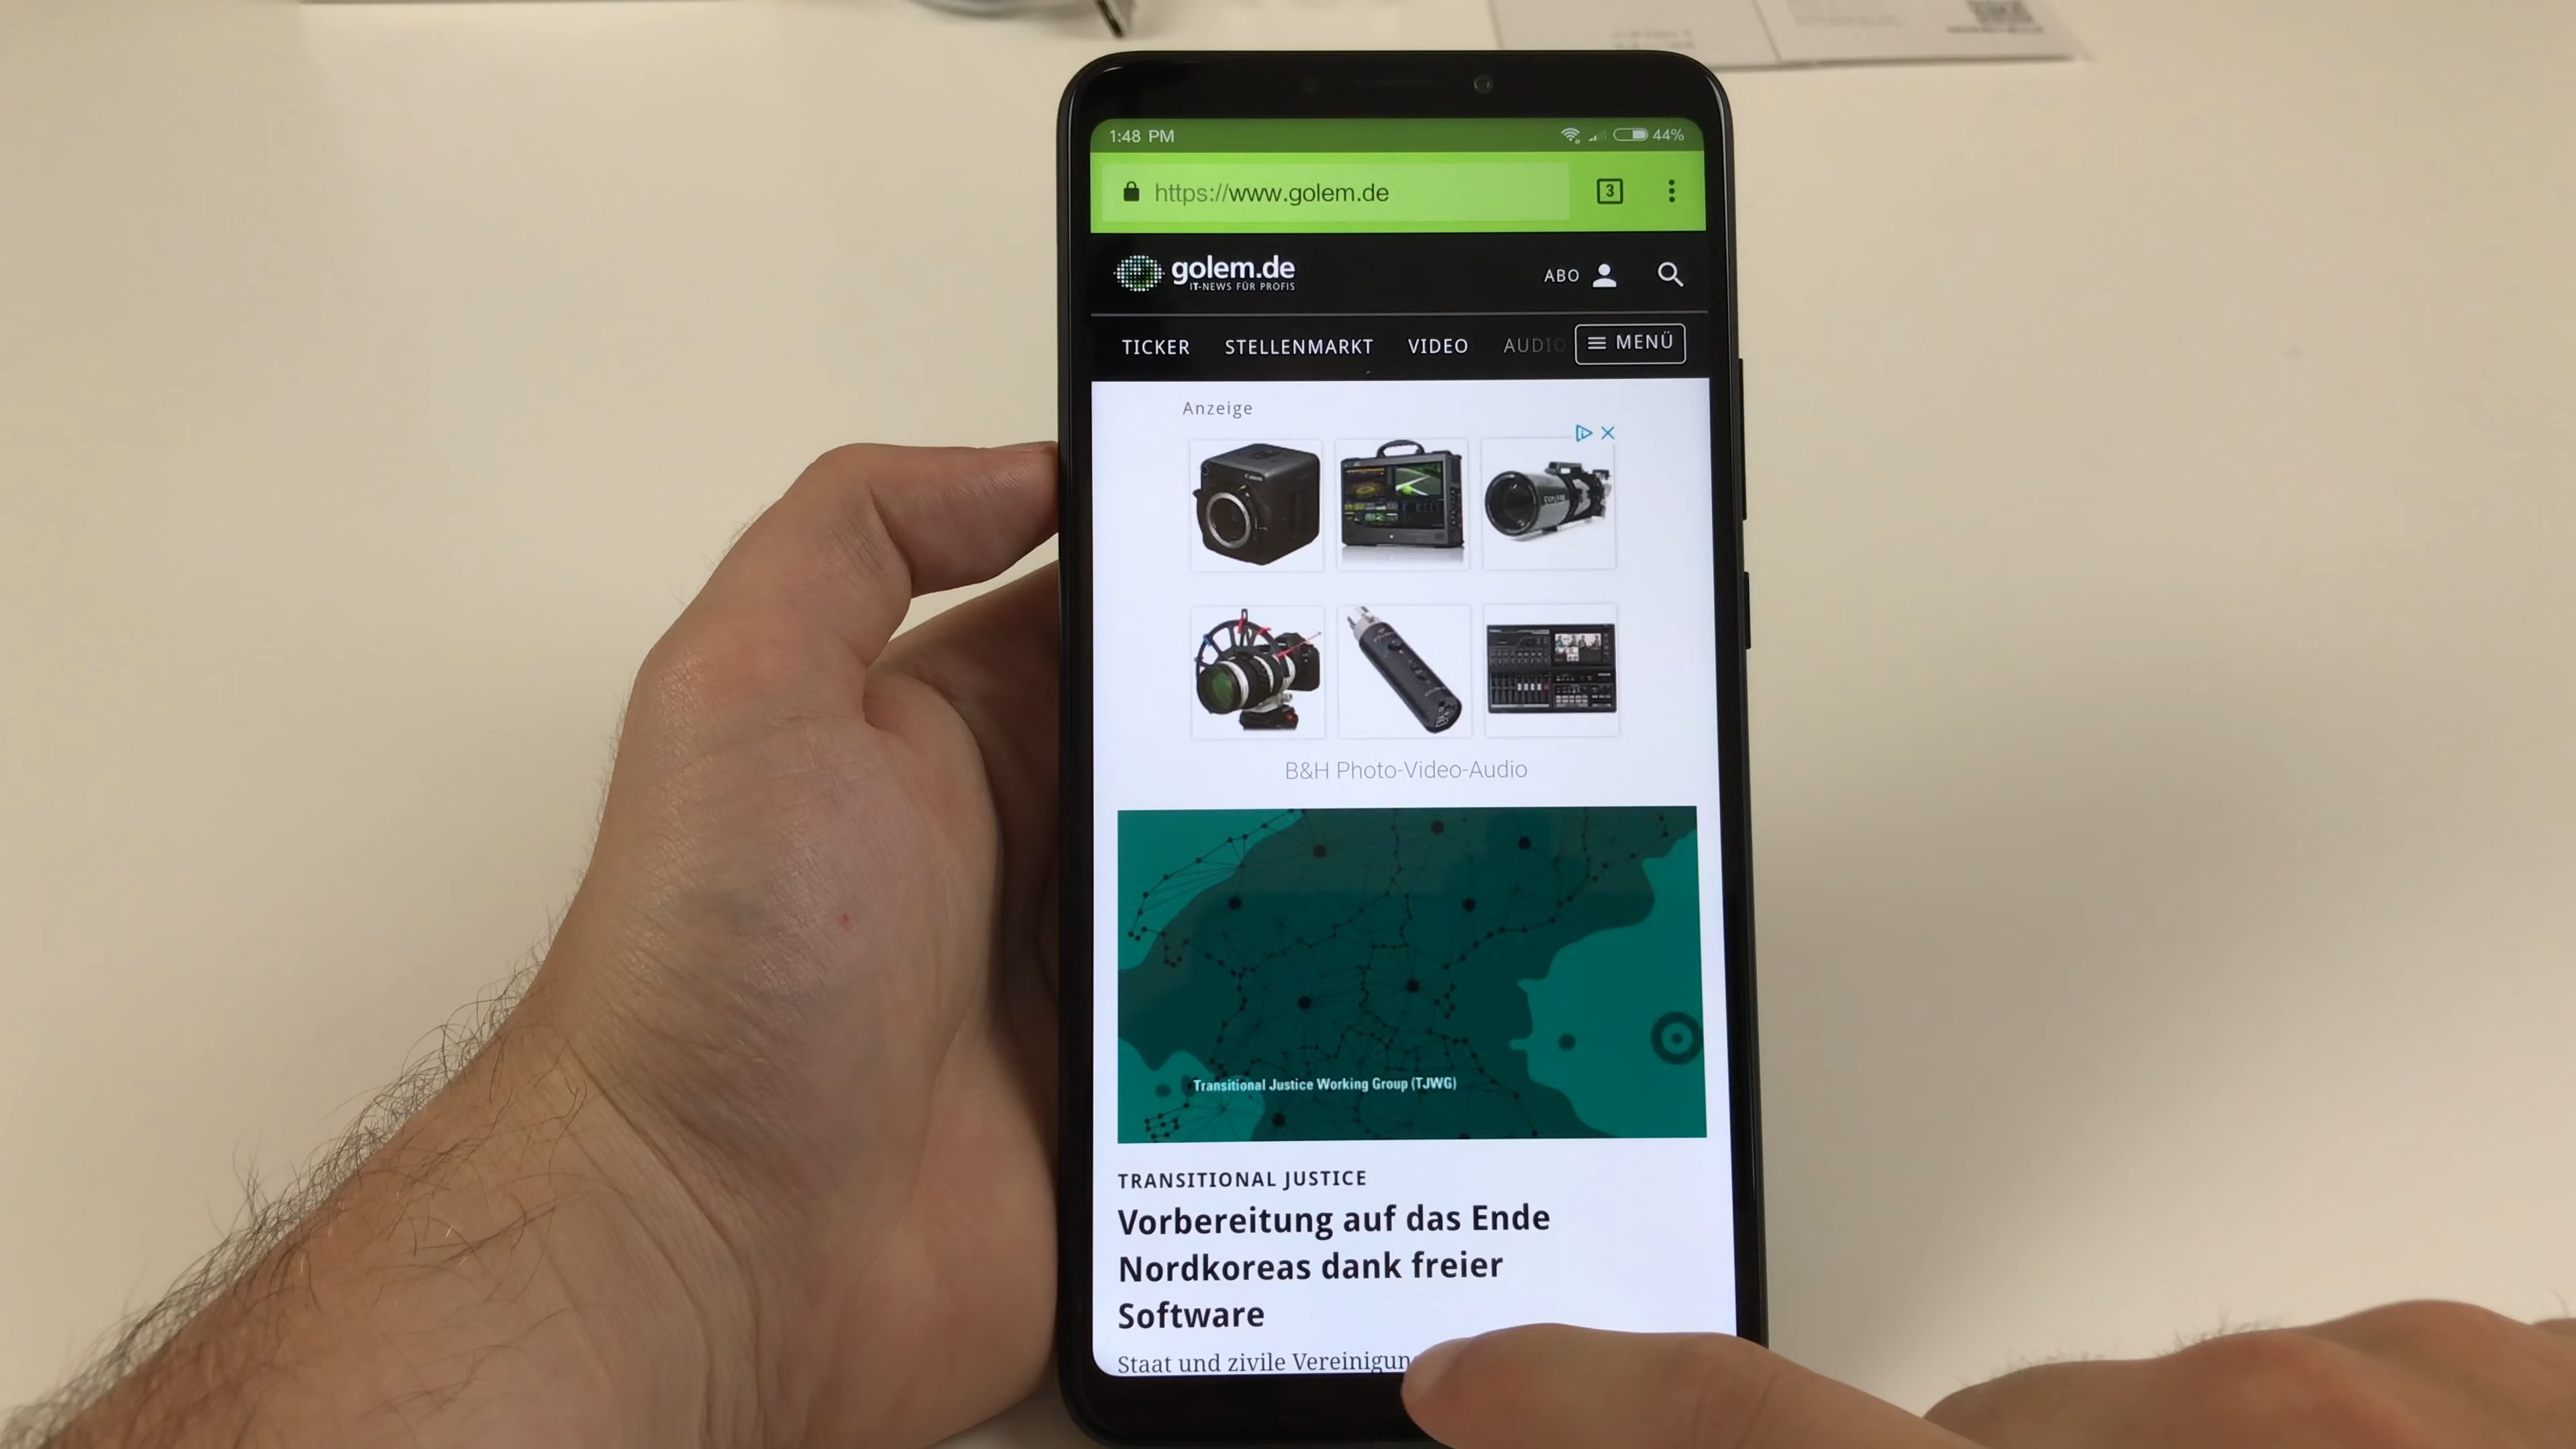 1:48 PM 44%
https://www.golem.de 3
golem.de ABO
IT-NEWS FÜR PROFIS
TICKER STELLENMARKT VIDEO AUDIO MENÜ
Anzeige
Canon
B&H Photo-Video-Audio
Transitional Justice Working Group (TJWG)
TRANSITIONAL JUSTICE
Vorbereitung auf das Ende
Nordkoreas dank freier
Software
Staat und zivile